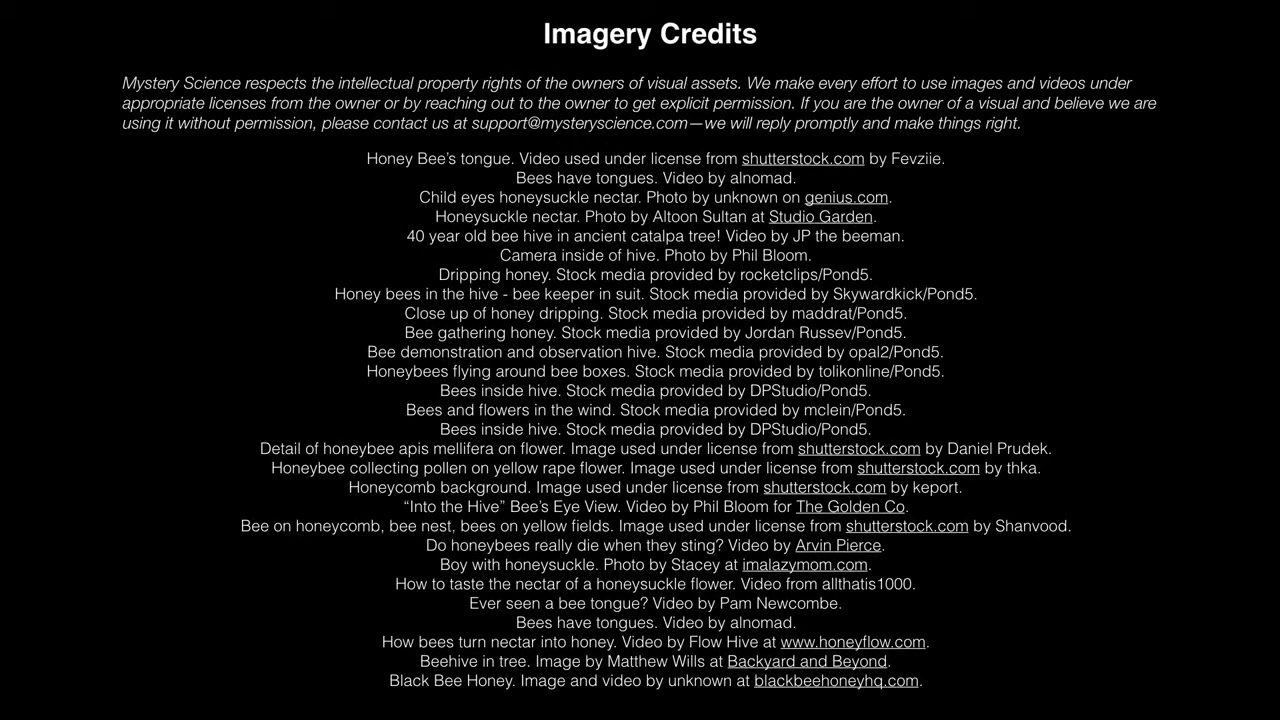 Imagery Credits
Mystery Science respects the intellectual property rights of the owners of visual assets. We make every effort to use images and videos under
appropriate licenses from the owner or by reaching out to the owner to get explicit permission. If you are the owner of a visual and believe we are
using it without permission, please contact us at support@mysteryscience.com—we will reply promptly and make things right.
Honey Bee’s tongue. Video used under license from shutterstock.com by Fevziie.
Bees have tongues. Video by alnomad.
Child eyes honeysuckle nectar. Photo by unknown on genius.com.
Honeysuckle nectar. Photo by Altoon Sultan at Studio Garden.
40 year old bee hive in ancient catalpa tree! Video by JP the beeman.
Camera inside of hive. Photo by Phil Bloom.
Dripping honey. Stock media provided by rocketclips/Pond5.
Honey bees in the hive - bee keeper in suit. Stock media provided by Skywardkick/Pond5.
Close up of honey dripping. Stock media provided by maddrat/Pond5.
Bee gathering honey. Stock media provided by Jordan Russev/Pond5.
Bee demonstration and observation hive. Stock media provided by opal2/Pond5.
Honeybees flying around bee boxes. Stock media provided by tolikonline/Pond5.
Bees inside hive. Stock media provided by DPStudio/Pond5.
Bees and flowers in the wind. Stock media provided by mclein/Pond5.
Bees inside hive. Stock media provided by DPStudio/Pond5.
Detail of honeybee apis mellifera on flower. Image used under license from shutterstock.com by Daniel Prudek.
Honeybee collecting pollen on yellow rape flower. Image used under license from shutterstock.com by thka.
Honeycomb background. Image used under license from shutterstock.com by keport.
“Into the Hive” Bee’s Eye View. Video by Phil Bloom for The Golden Co.
Bee on honeycomb, bee nest, bees on yellow fields. Image used under license from shutterstock.com by Shanvood.
Do honeybees really die when they sting? Video by Arvin Pierce.
Boy with honeysuckle. Photo by Stacey at imalazymom.com.
How to taste the nectar of a honeysuckle flower. Video from allthatis1000.
Ever seen a bee tongue? Video by Pam Newcombe.
Bees have tongues. Video by alnomad.
How bees turn nectar into honey. Video by Flow Hive at www.honeyflow.com.
Beehive in tree. Image by Matthew Wills at Backyard and Beyond.
Black Bee Honey. Image and video by unknown at blackbeehoneyhq.com.